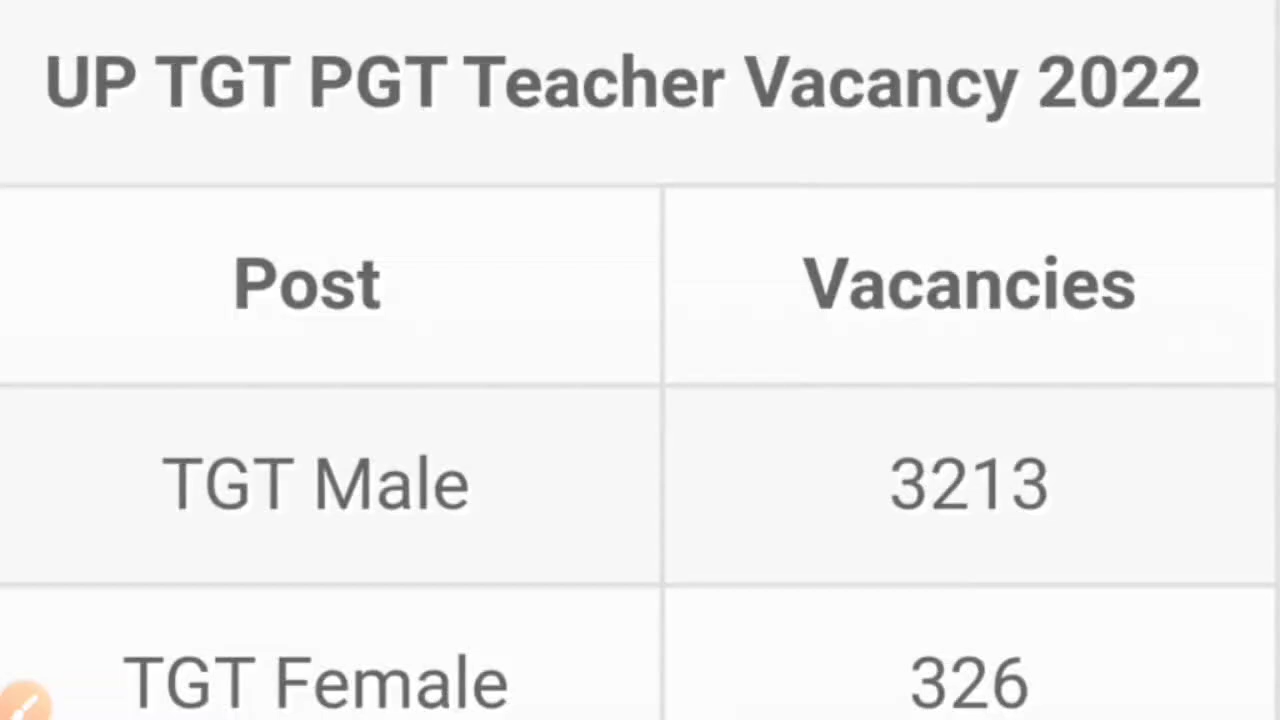 UP TGT PGT Teacher Vacancy 2022
Post Vacancies
TGT Male 3213
TGT Female 326